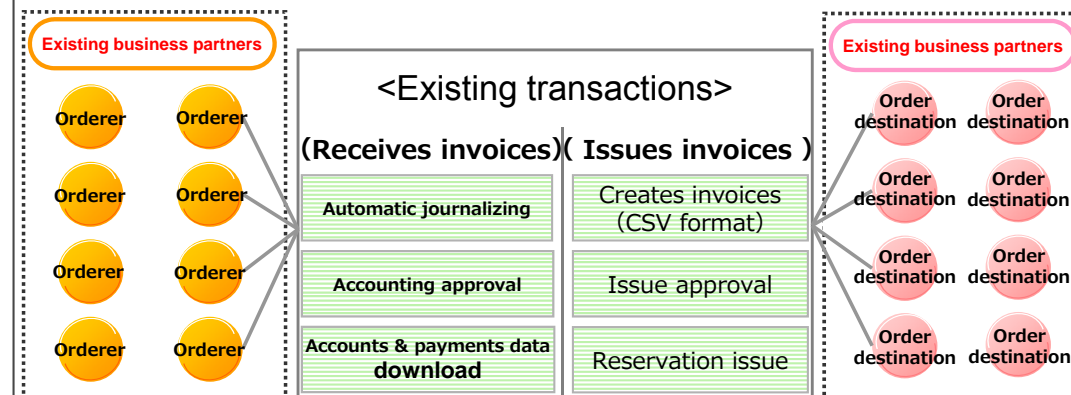 Existing business partners
Orderer Orderer
Orderer Orderer
Orderer Orderer
Orderer Orderer
<Existing transactions>
(Receives invoices) ( Issues invoices )
Automatic journalizing
Creates invoices
(CSV format)
Accounting approval
Issue approval
Accounts & payments data
download
Reservation issue
Existing business partners
Order Order
destination destination
Order Order
destination destination
Order Order
destination destination
Order Order
destination destination